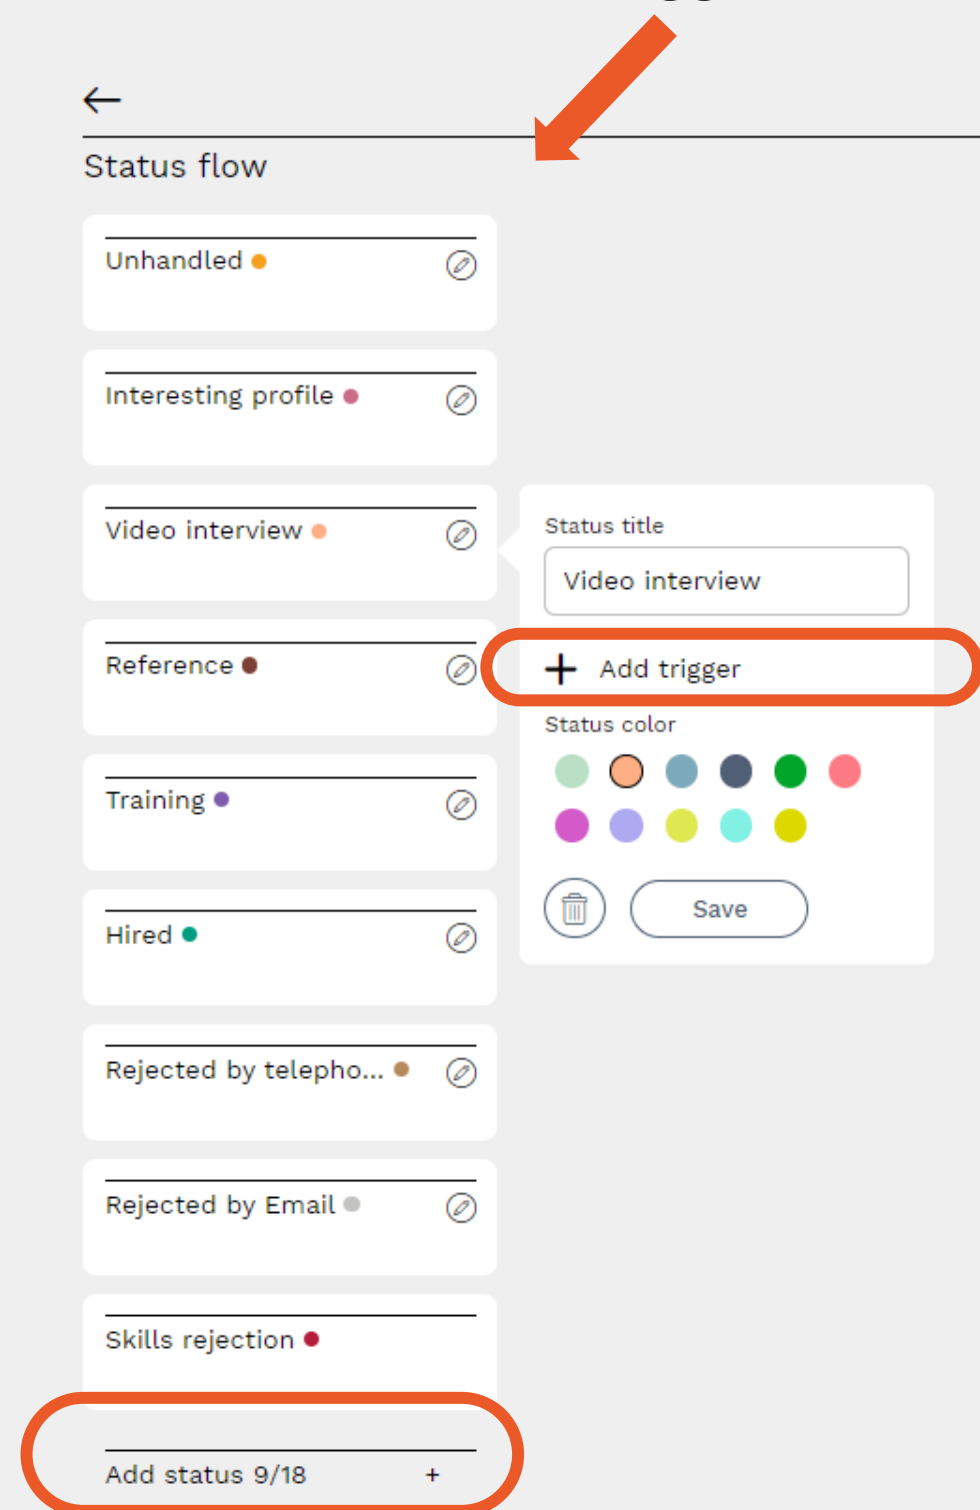 Status flow
Unhandled
Interesting profile
Video interview
Status title
Video interview
Reference
Add trigger
Status color
Training
Hired
Save
Rejected by telepho...
Rejected by Email
Skills rejection
Add status 9/18 +